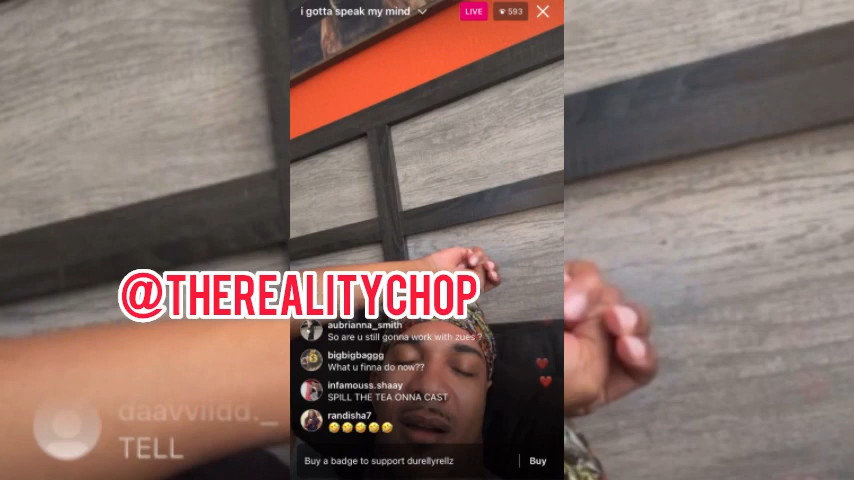 i gotta speak my mind
LIVE
593
@THEREALITYCHOP
aubrianna_smith
So are u still gonna work with zues ?
bigbigbaggg
What u finna do now??
infamouss.shaay
SPILL THE TEA ONNA CAST
randisha7
🤣🤣🤣🤣🤣
daavviidd._
TELL
Buy a badge to support durellyrellz
Buy